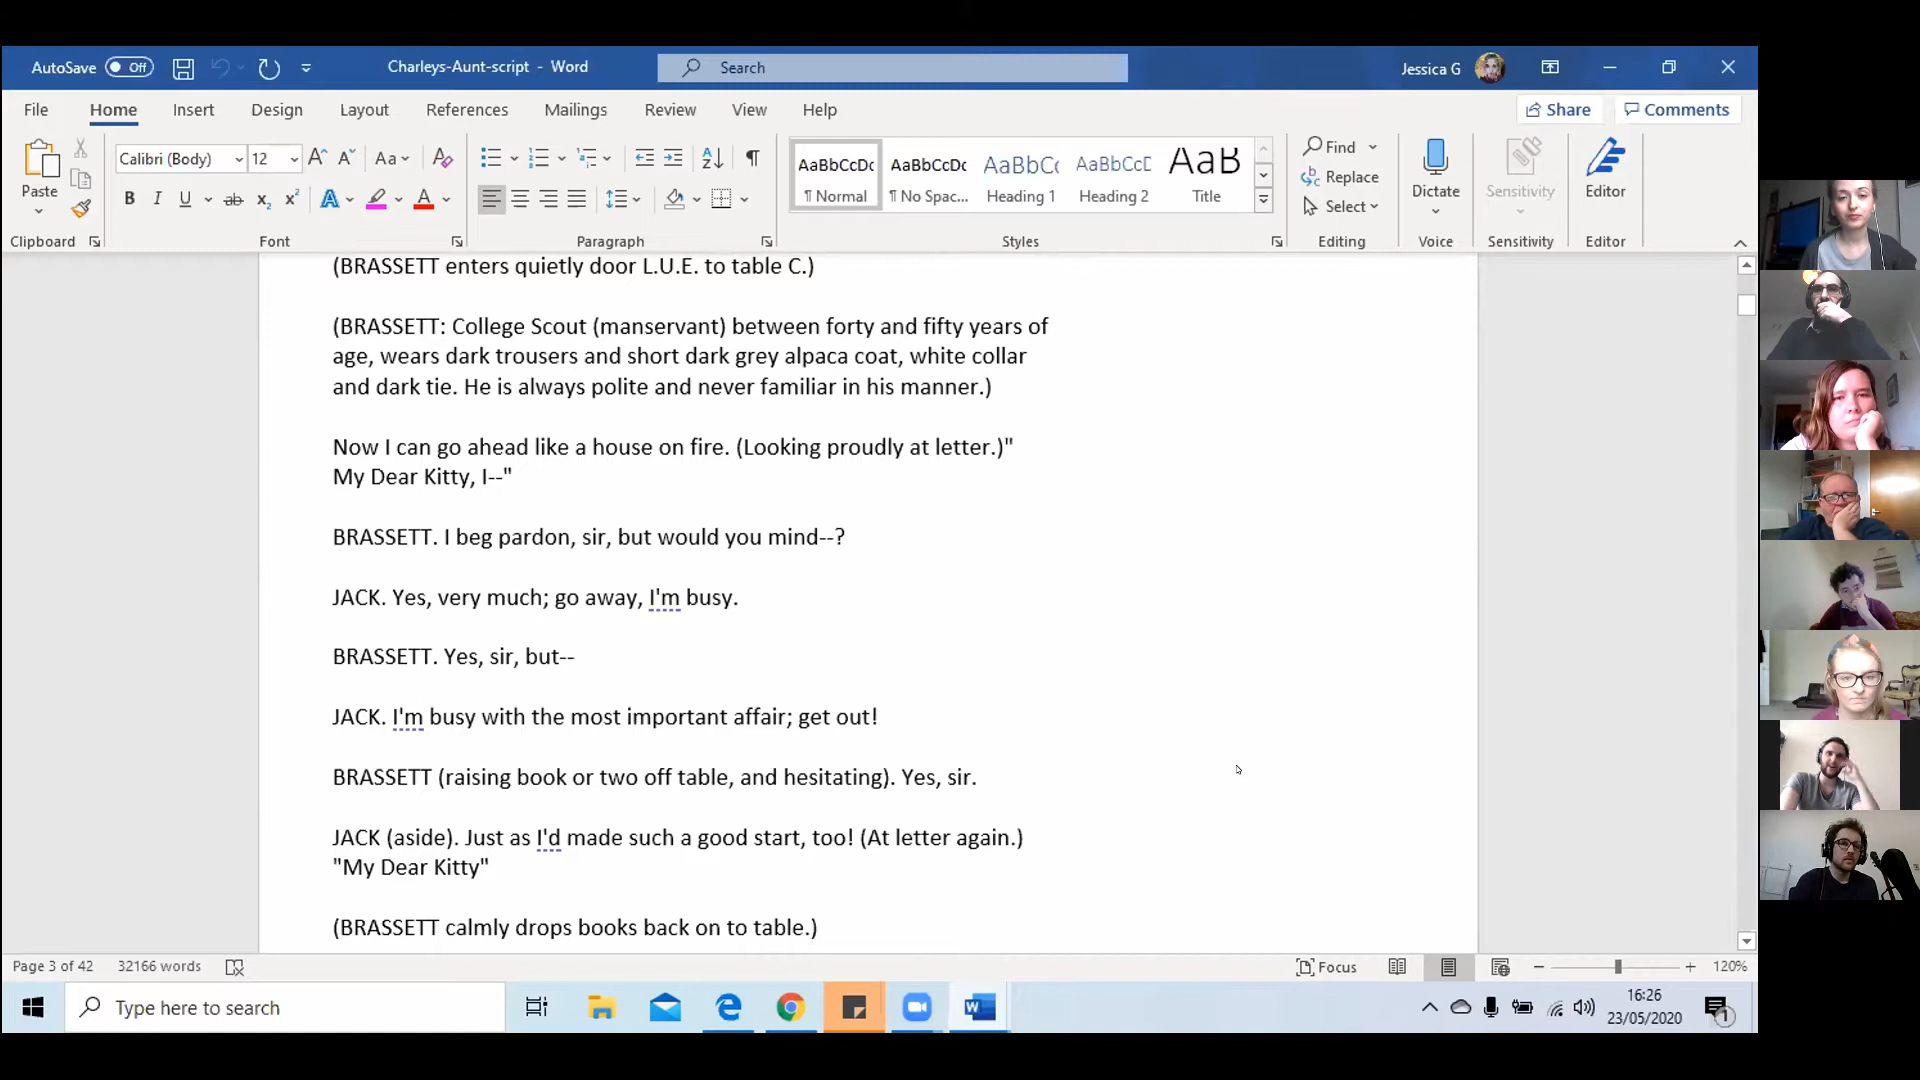 AutoSave Off Charleys-Aunt-script - Word Search Jessica G
File Home Insert Design Layout References Mailings Review View Help Share Comments
Paste Calibri (Body) 12 Aa AaBbCcDc AaBbCcDc AaBbCc AaBbCcD AaB Find Replace Select Dictate Sensitivity Editor
¶ Normal ¶ No Spac... Heading 1 Heading 2 Title
Clipboard Font Paragraph Styles Editing Voice Sensitivity Editor
(BRASSETT enters quietly door L.U.E. to table C.)
(BRASSETT: College Scout (manservant) between forty and fifty years of
age, wears dark trousers and short dark grey alpaca coat, white collar
and dark tie. He is always polite and never familiar in his manner.)
Now I can go ahead like a house on fire. (Looking proudly at letter.)"
My Dear Kitty, I--"
BRASSETT. I beg pardon, sir, but would you mind--?
JACK. Yes, very much; go away, I'm busy.
BRASSETT. Yes, sir, but--
JACK. I'm busy with the most important affair; get out!
BRASSETT (raising book or two off table, and hesitating). Yes, sir.
JACK (aside). Just as I'd made such a good start, too! (At letter again.)
"My Dear Kitty"
(BRASSETT calmly drops books back on to table.)
Page 3 of 42 32166 words Focus 120%
Type here to search 16:26
23/05/2020 1